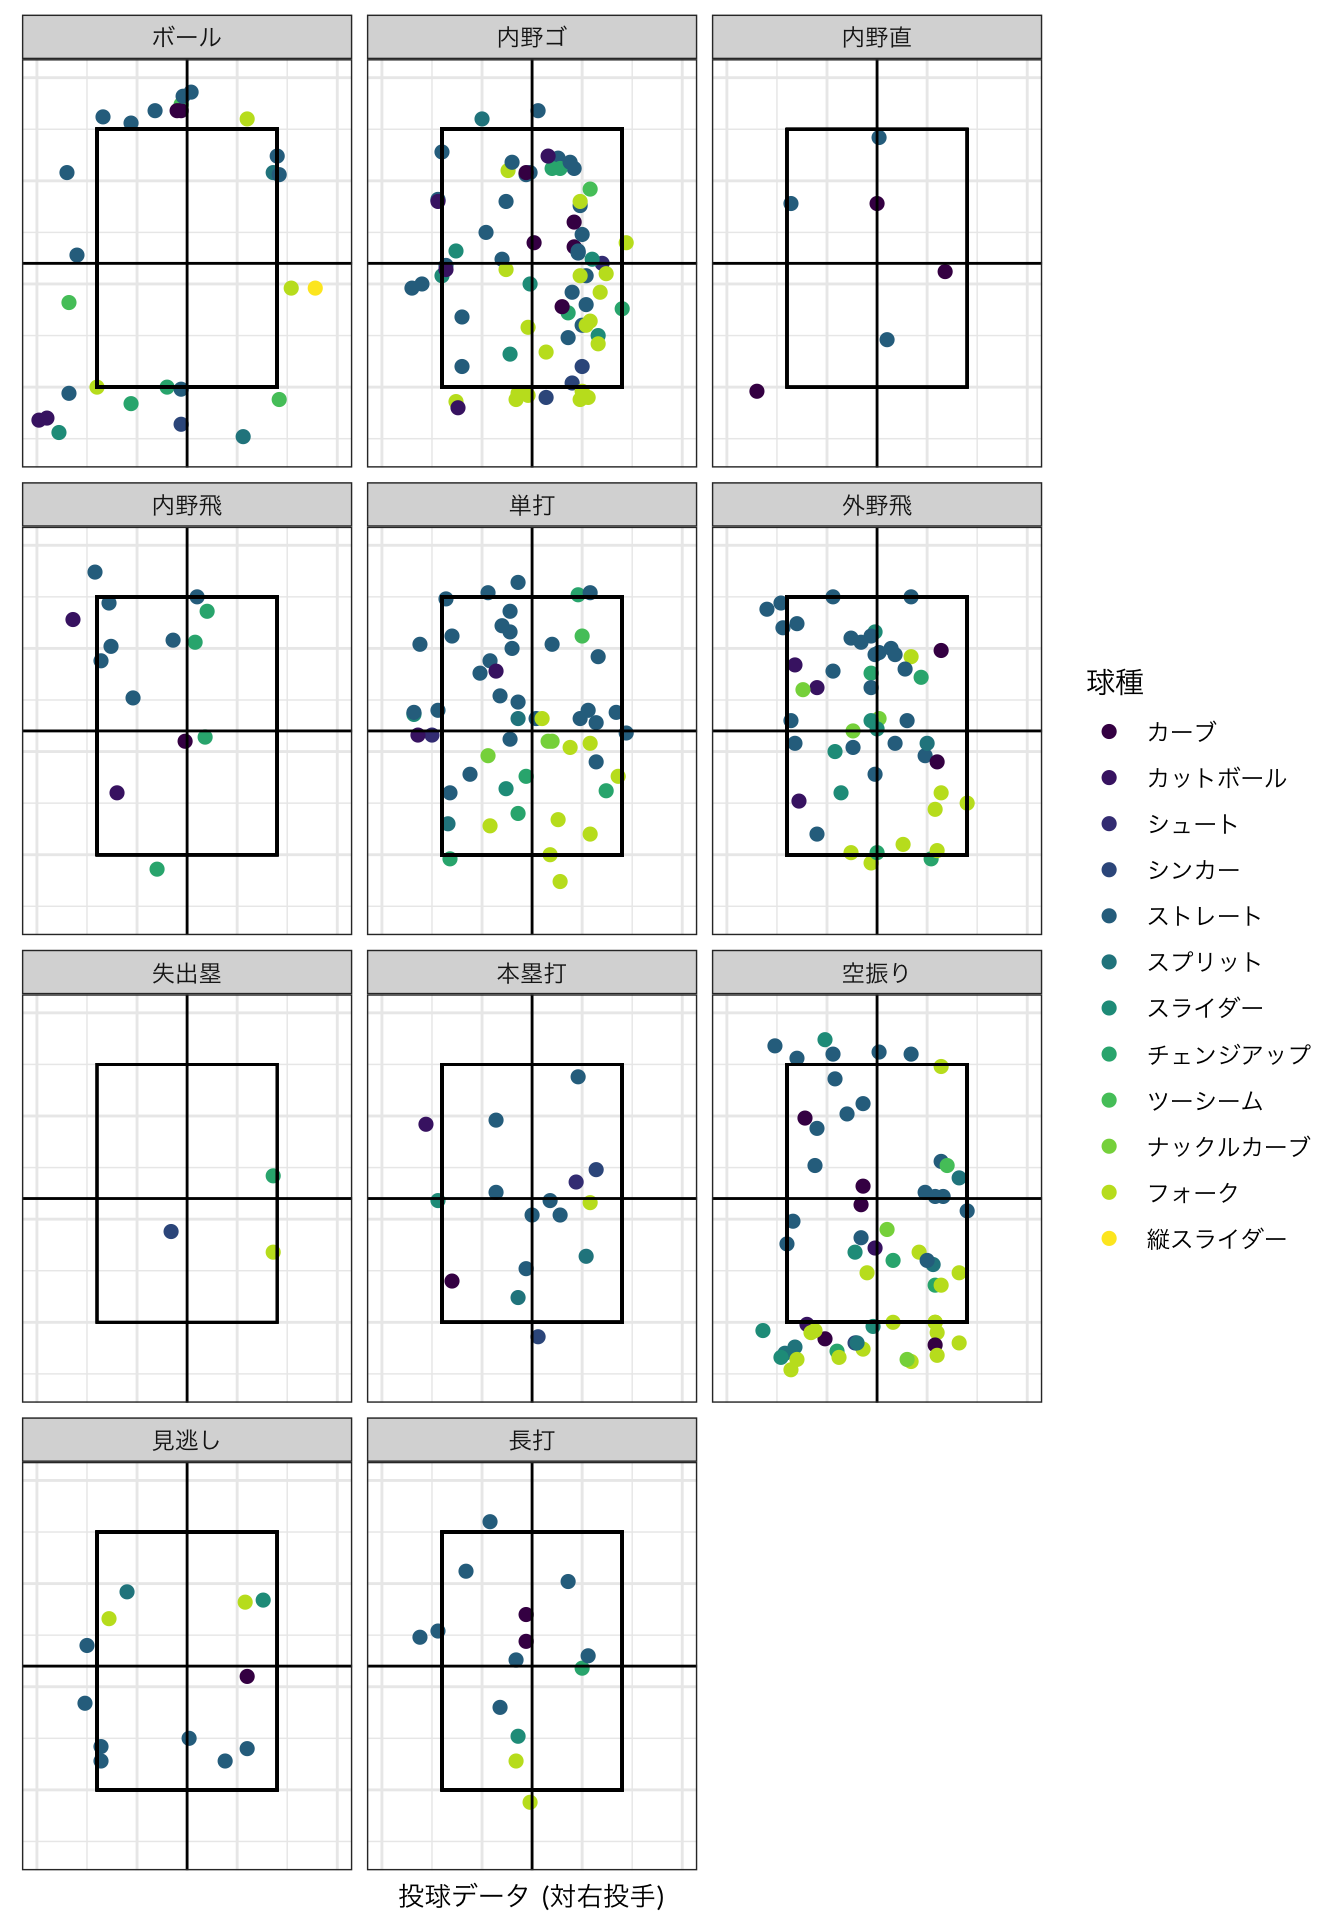 ボール
内野ゴ
内野直
内野飛
単打
外野飛
失出塁
本塁打
空振り
見逃し
長打
球種
カーブ
カットボール
シュート
シンカー
ストレート
スプリット
スライダー
チェンジアップ
ツーシーム
ナックルカーブ
フォーク
縦スライダー
投球データ (対右投手)